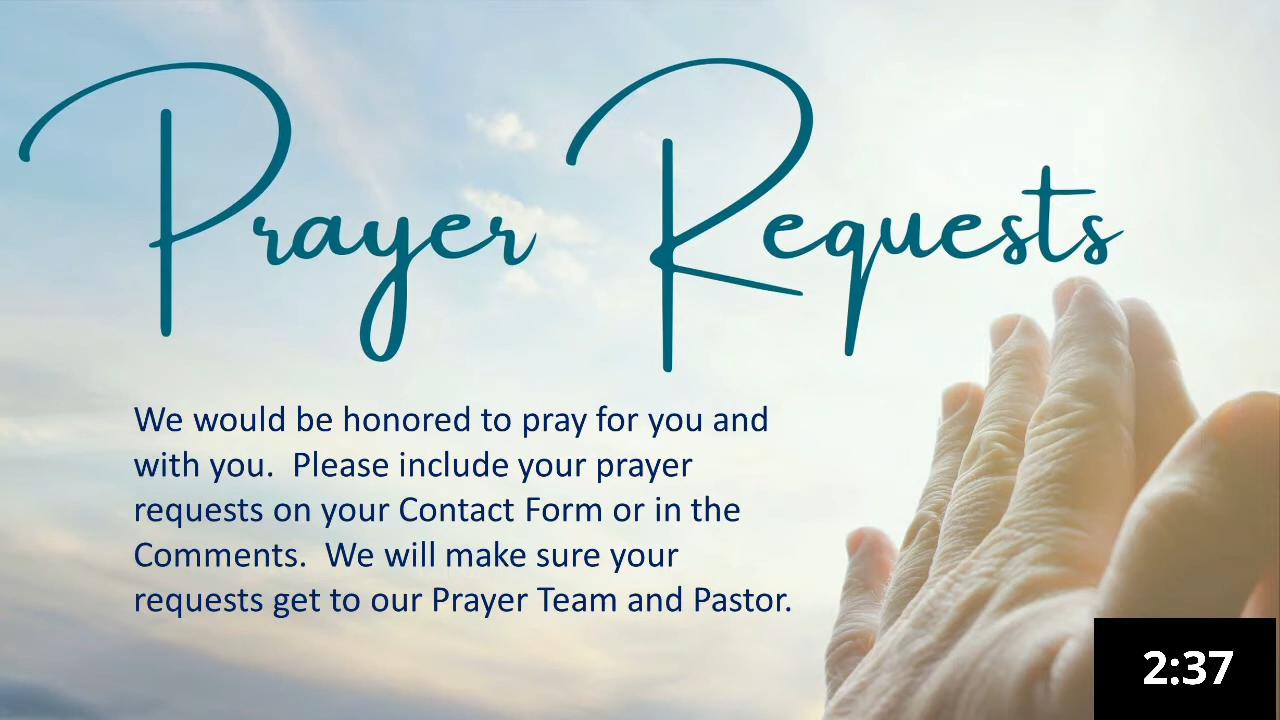 Prayer Requests
We would be honored to pray for you and
with you.  Please include your prayer
requests on your Contact Form or in the
Comments.  We will make sure your
requests get to our Prayer Team and Pastor.
2:37